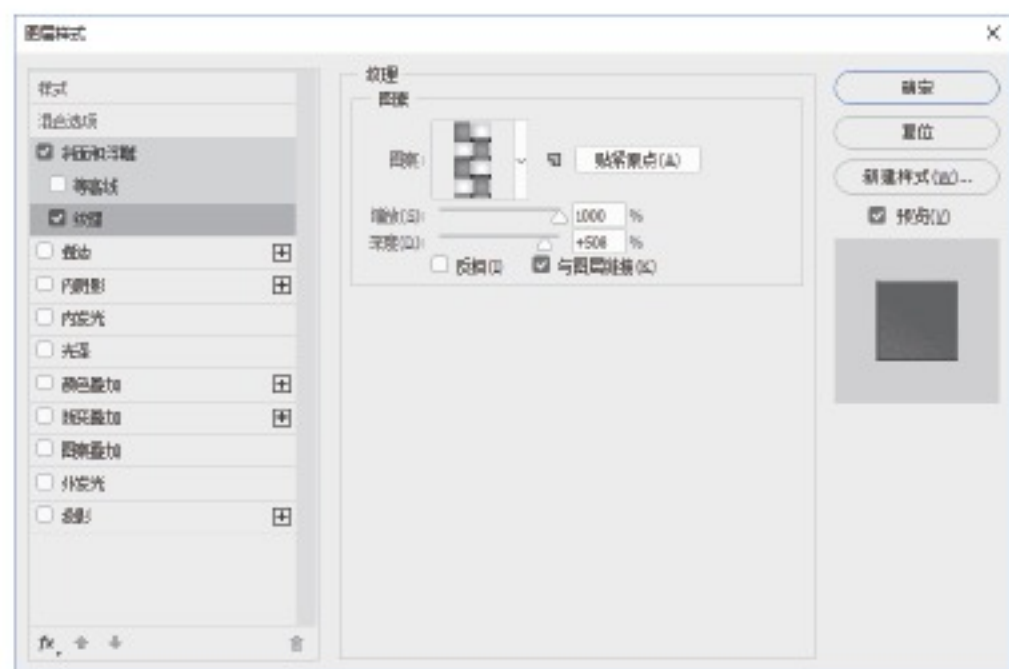 图层样式
样式
混合选项
斜面和浮雕
等高线
纹理
描边
内阴影
内发光
光泽
颜色叠加
渐变叠加
图案叠加
外发光
投影
fx
纹理
图素
图案:
贴紧原点(A)
缩放(S): 1000 %
深度(D): +508 %
反相(I) 与图层链接(K)
确定
复位
新建样式(W)...
预览(V)